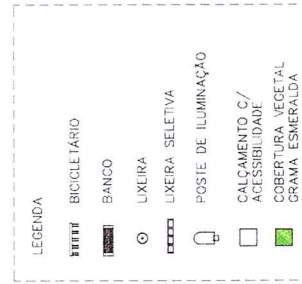 LEGENDA
BICICLETÁRIO
BANCO
LIXEIRA
LIXEIRA SELETIVA
POSTE DE ILUMINAÇÃO
CALÇAMENTO C/
ACESSIBILIDADE
COBERTURA VEGETAL
GRAMA ESMERALDA